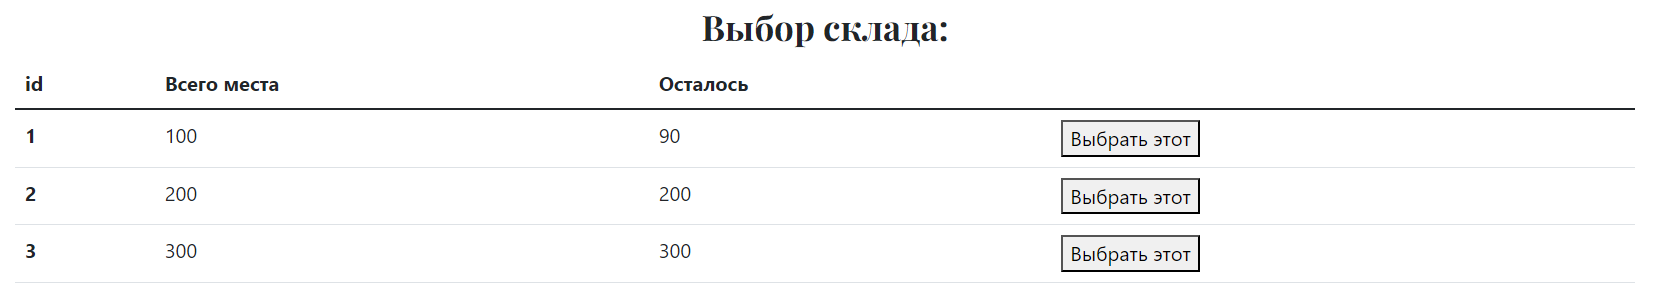 Выбор склада:
id Всего места Осталось
1 100 90 Выбрать этот
2 200 200 Выбрать этот
3 300 300 Выбрать этот